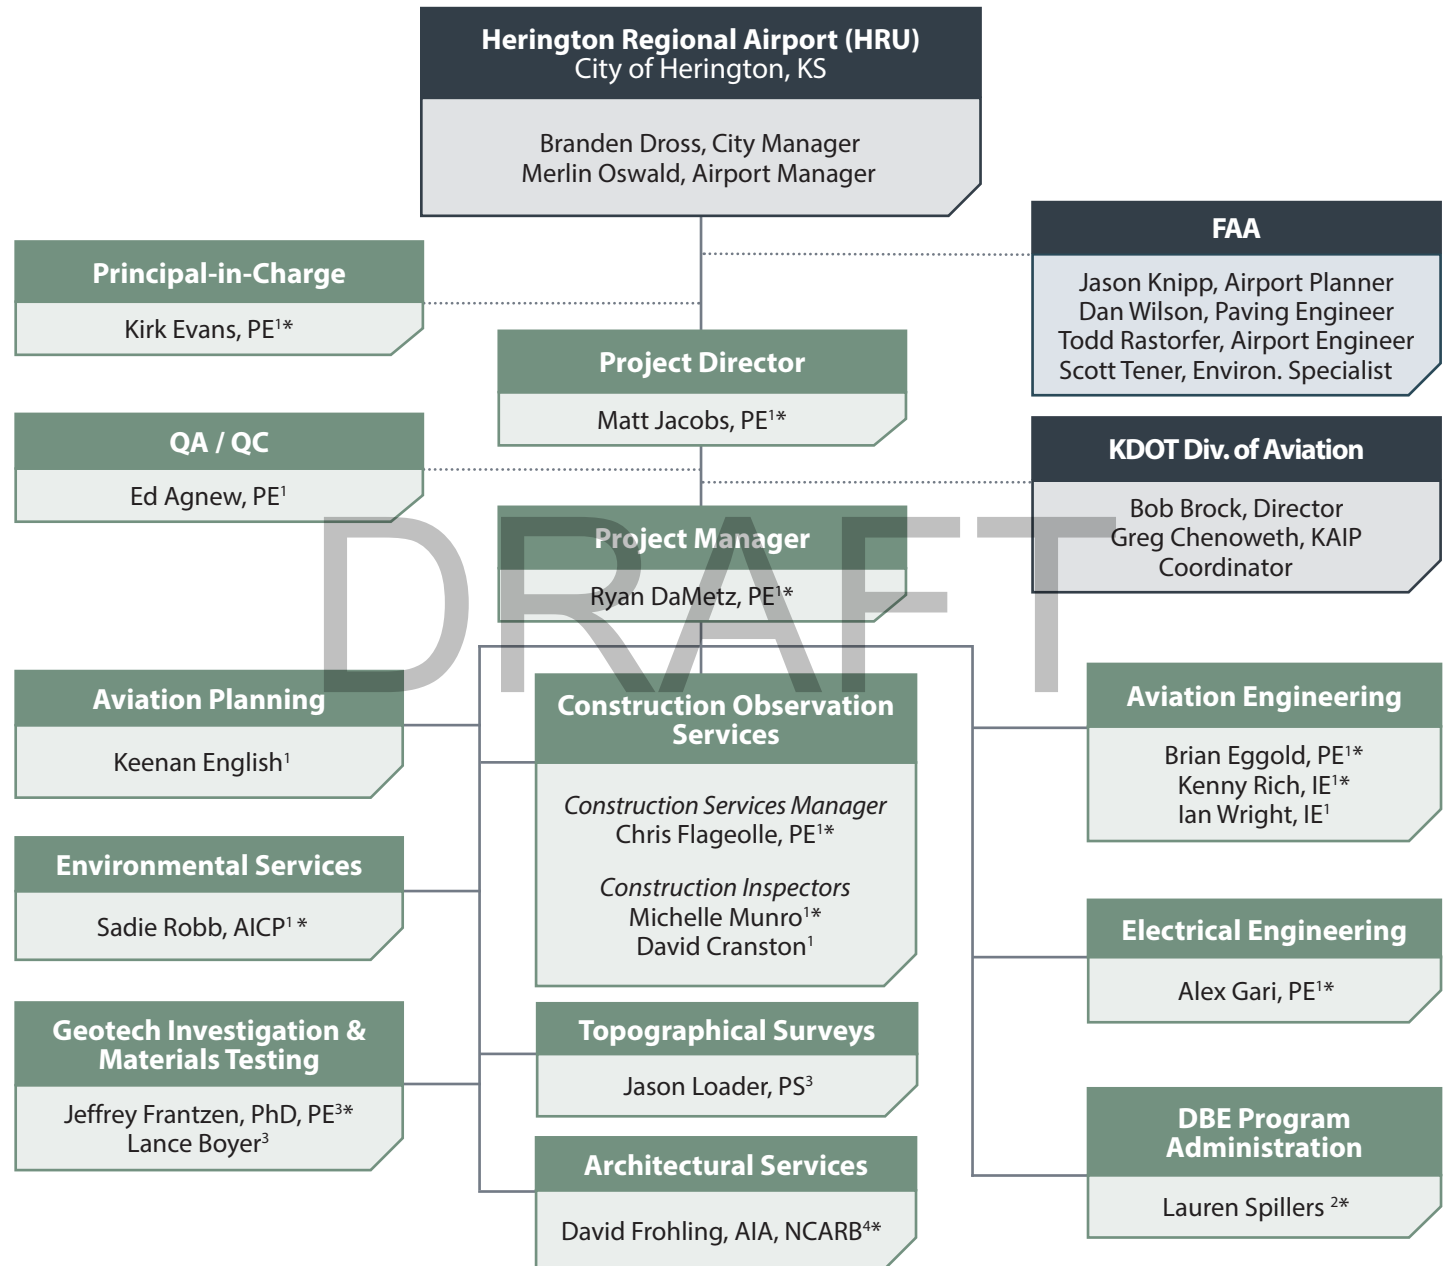 Herington Regional Airport (HRU)
City of Herington, KS
Branden Dross, City Manager
Merlin Oswald, Airport Manager
FAA
Jason Knipp, Airport Planner
Dan Wilson, Paving Engineer
Todd Rastorfer, Airport Engineer
Scott Tener, Environ. Specialist
Principal-in-Charge
Kirk Evans, PE¹*
Project Director
Matt Jacobs, PE¹*
QA / QC
Ed Agnew, PE¹
KDOT Div. of Aviation
Bob Brock, Director
Greg Chenoweth, KAIP
Coordinator
Project Manager
Ryan DaMetz, PE¹*
DRAFT
Aviation Planning
Keenan English¹
Environmental Services
Sadie Robb, AICP¹ *
Geotech Investigation &
Materials Testing
Jeffrey Frantzen, PhD, PE³*
Lance Boyer³
Construction Observation
Services
Construction Services Manager
Chris Flageolle, PE¹*
Construction Inspectors
Michelle Munro¹*
David Cranston¹
Topographical Surveys
Jason Loader, PS³
Architectural Services
David Frohling, AIA, NCARB⁴*
Aviation Engineering
Brian Eggold, PE¹*
Kenny Rich, IE¹*
Ian Wright, IE¹
Electrical Engineering
Alex Gari, PE¹*
DBE Program
Administration
Lauren Spillers ²*